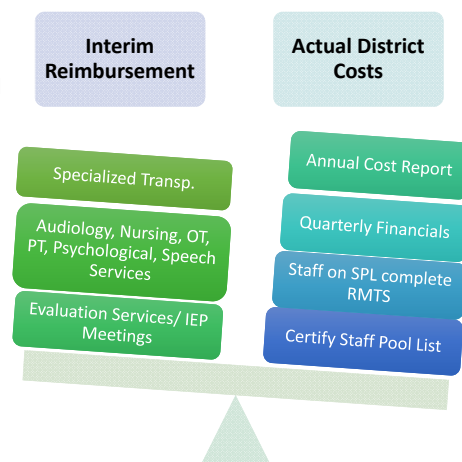 Interim
Reimbursement
Actual District
Costs
Specialized Transp.
Audiology, Nursing, OT,
PT, Psychological, Speech
Services
Evaluation Services/ IEP
Meetings
Annual Cost Report
Quarterly Financials
Staff on SPL complete
RMTS
Certify Staff Pool List